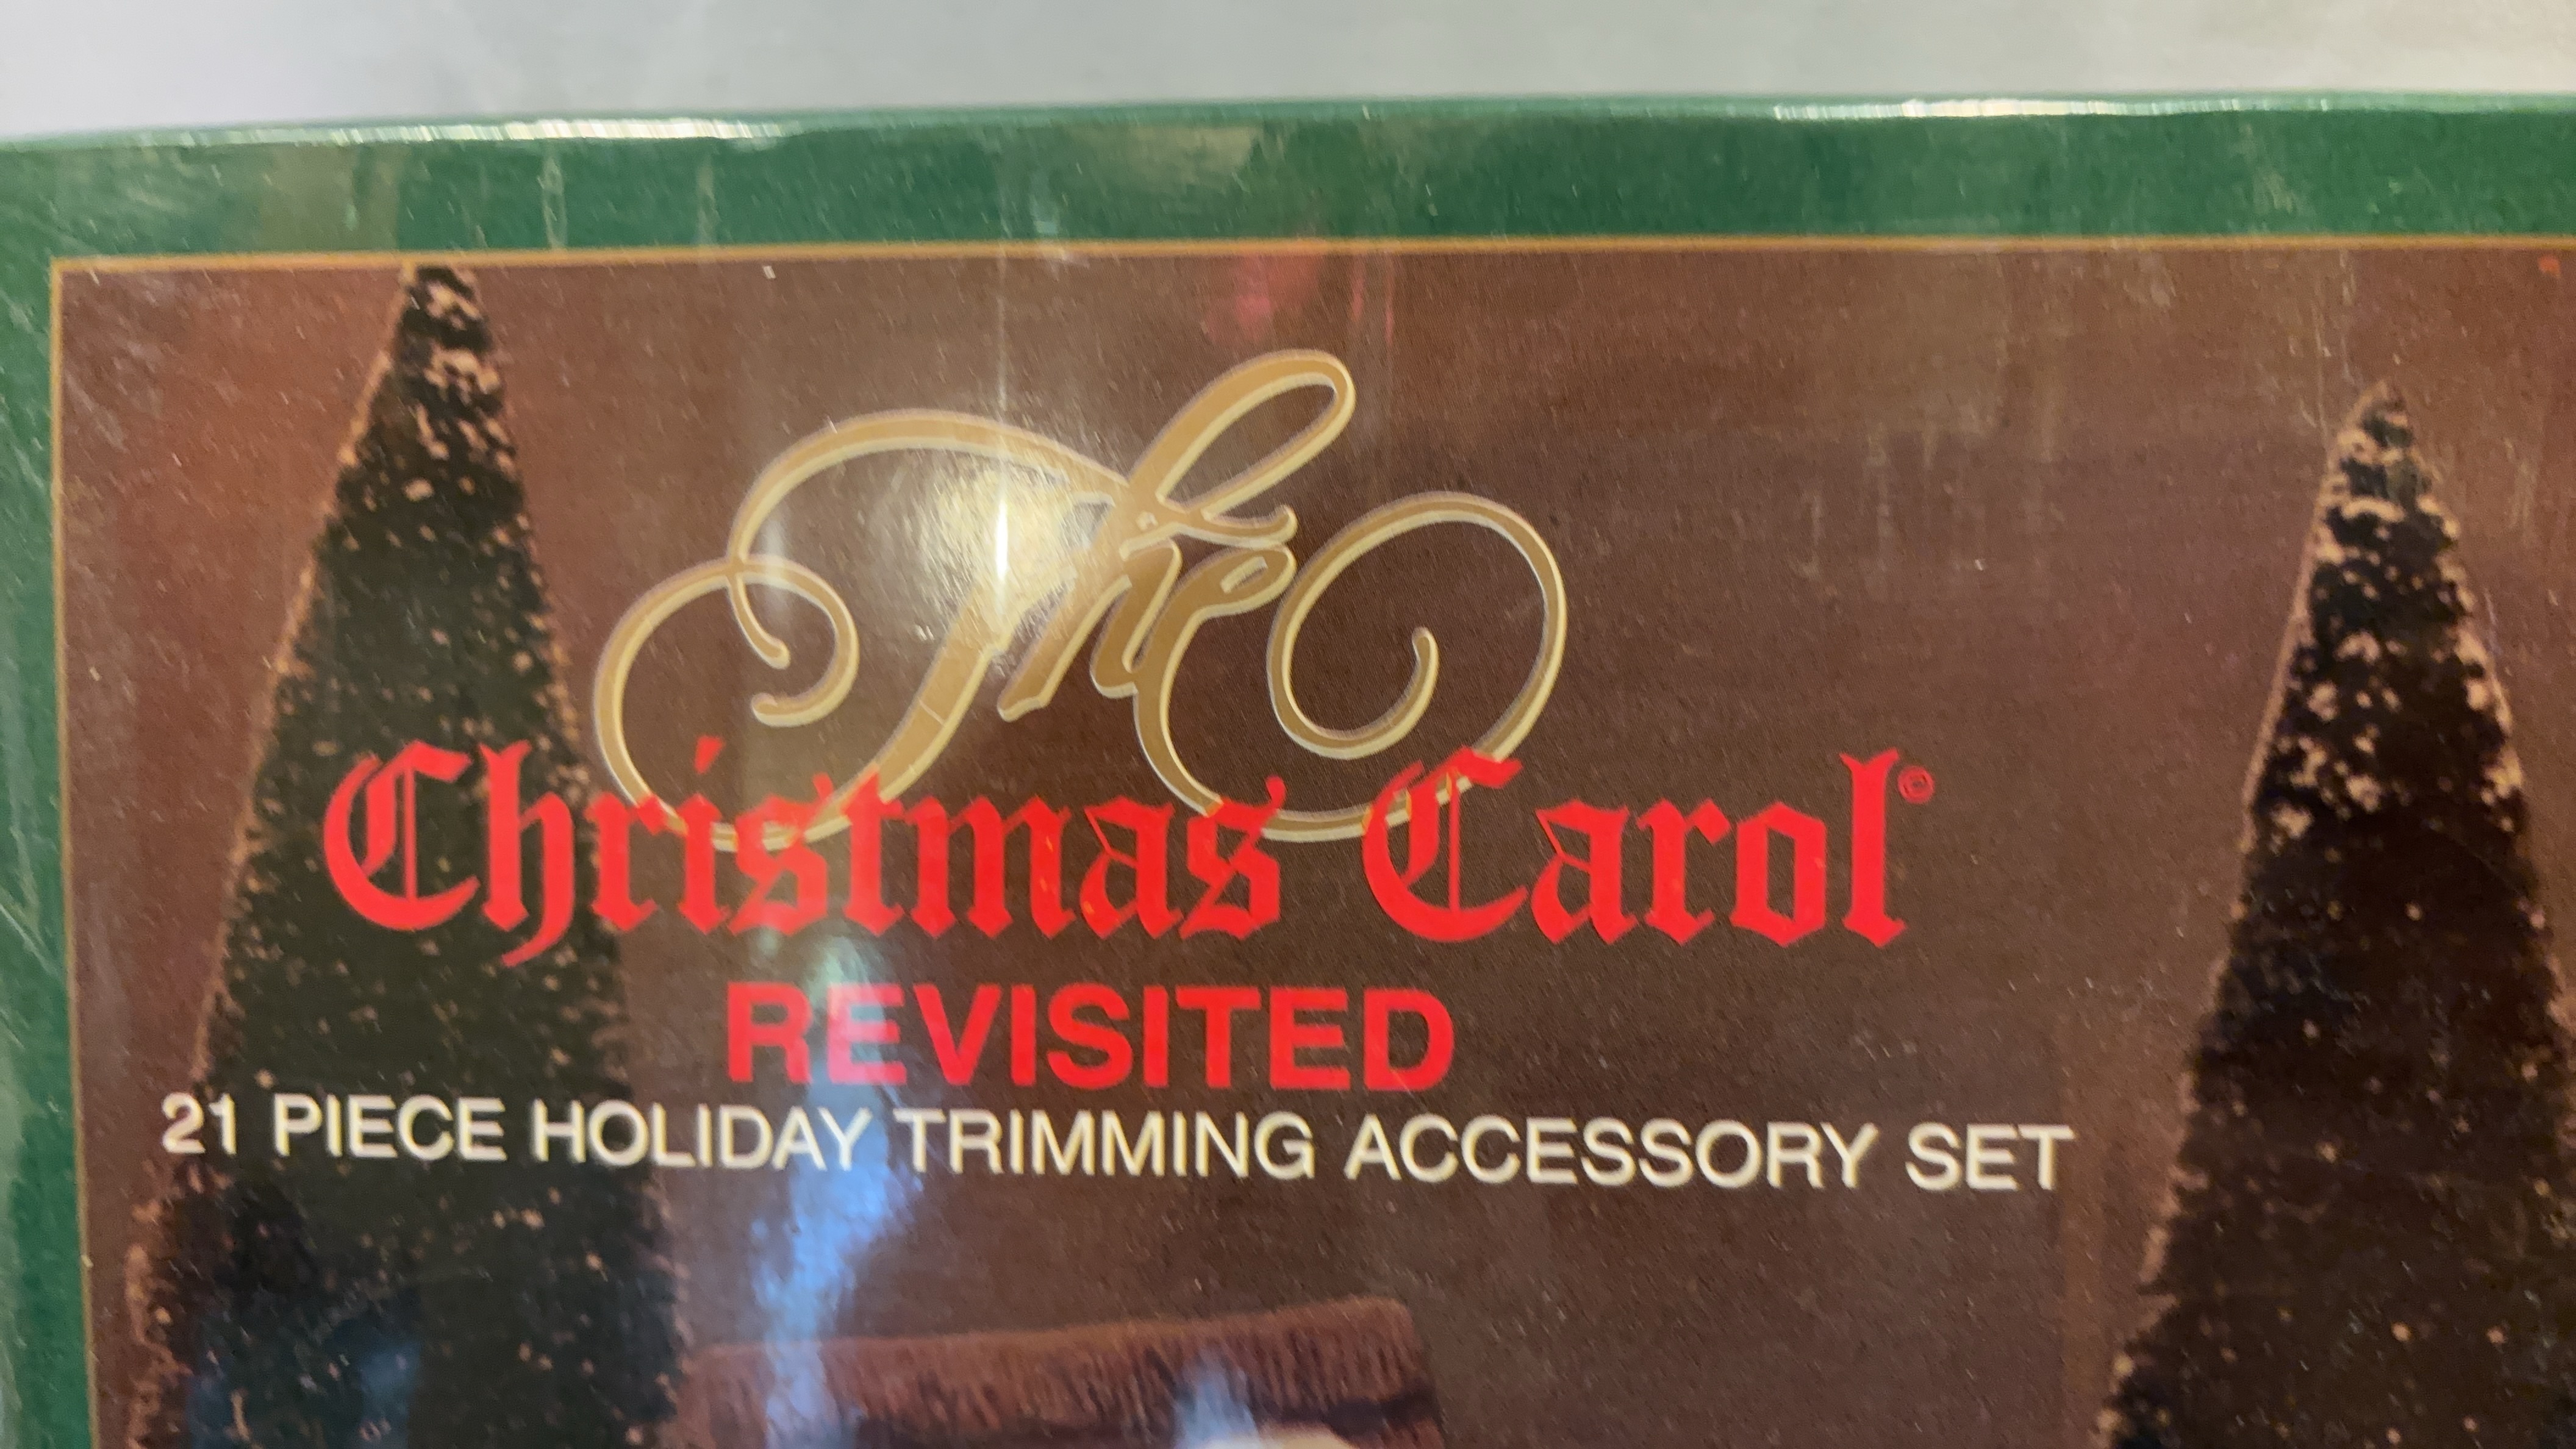 The
Christmas Carol®
REVISITED
21 PIECE HOLIDAY TRIMMING ACCESSORY SET